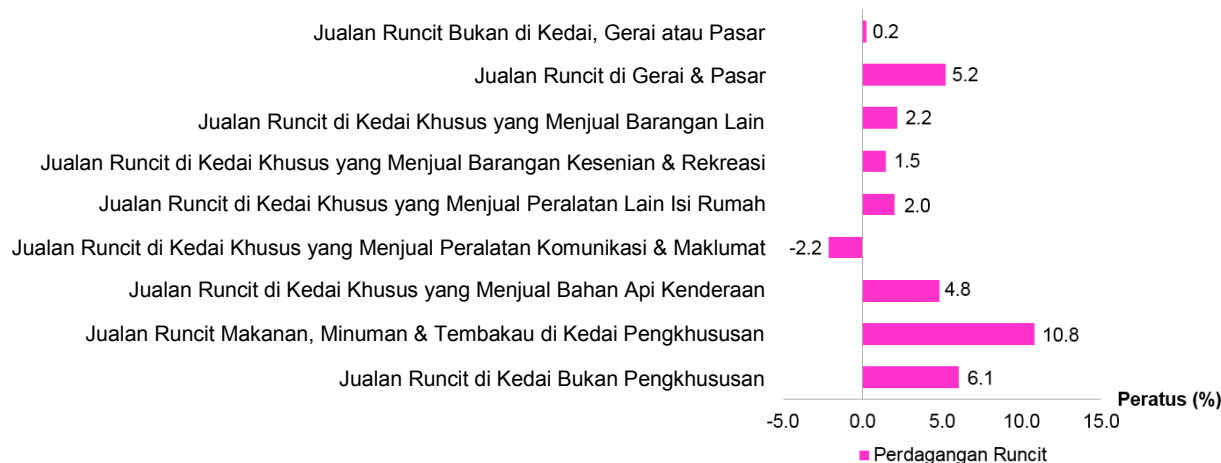 Jualan Runcit Bukan di Kedai, Gerai atau Pasar 0.2
Jualan Runcit di Gerai & Pasar 5.2
Jualan Runcit di Kedai Khusus yang Menjual Barangan Lain 2.2
Jualan Runcit di Kedai Khusus yang Menjual Barangan Kesenian & Rekreasi 1.5
Jualan Runcit di Kedai Khusus yang Menjual Peralatan Lain Isi Rumah 2.0
Jualan Runcit di Kedai Khusus yang Menjual Peralatan Komunikasi & Maklumat -2.2
Jualan Runcit di Kedai Khusus yang Menjual Bahan Api Kenderaan 4.8
Jualan Runcit Makanan, Minuman & Tembakau di Kedai Pengkhususan 10.8
Jualan Runcit di Kedai Bukan Pengkhususan 6.1
Peratus (%)
-5.0 0.0 5.0 10.0 15.0
Perdagangan Runcit